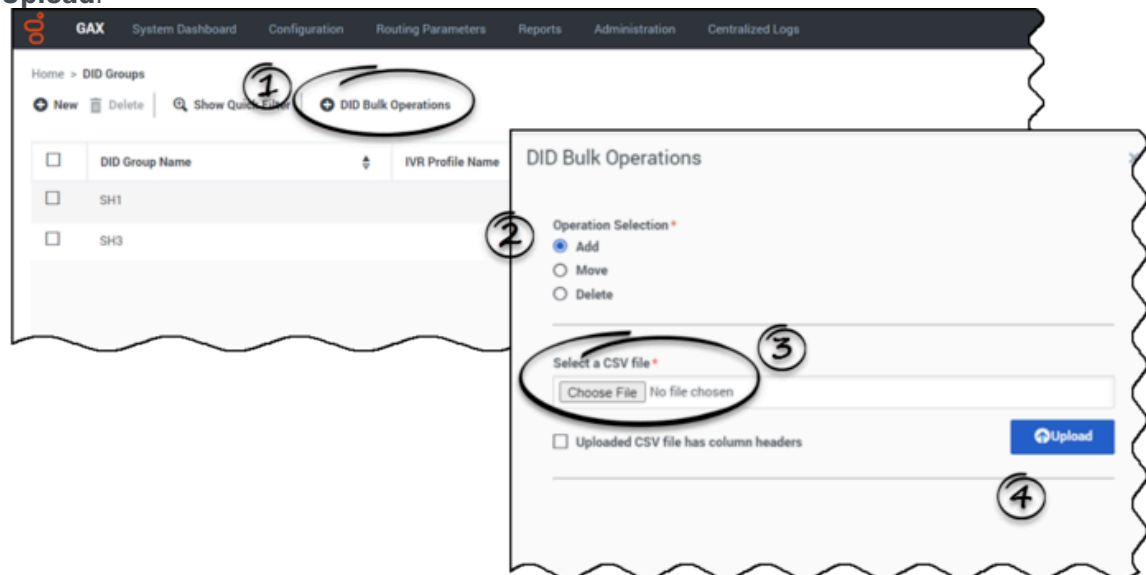 Upload.
GAX System Dashboard Configuration Routing Parameters Reports Administration Centralized Logs
Home > DID Groups
1
New Delete Show Quick Filter DID Bulk Operations
DID Group Name IVR Profile Name
SH1
SH3
DID Bulk Operations
2
Operation Selection *
Add
Move
Delete
3
Select a CSV file *
Choose File No file chosen
Uploaded CSV file has column headers
Upload
4